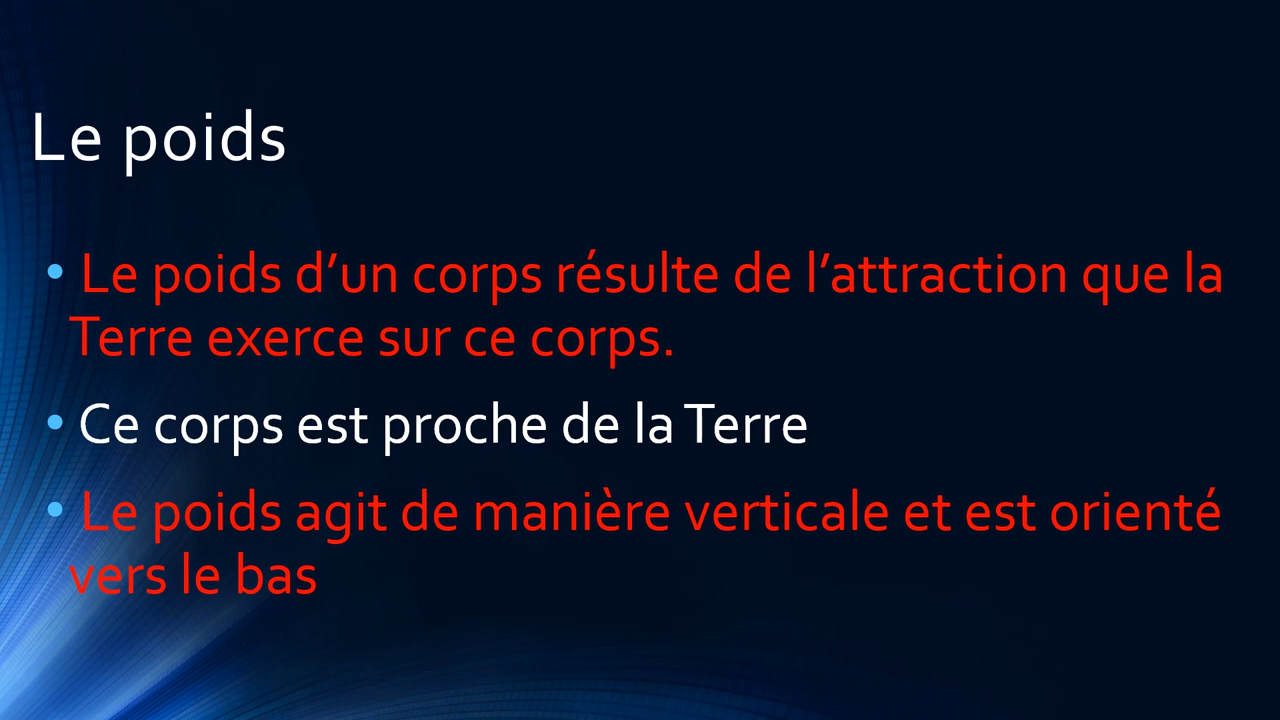 Le poids
• Le poids d’un corps résulte de l’attraction que la
Terre exerce sur ce corps.
• Ce corps est proche de la Terre
• Le poids agit de manière verticale et est orienté
vers le bas